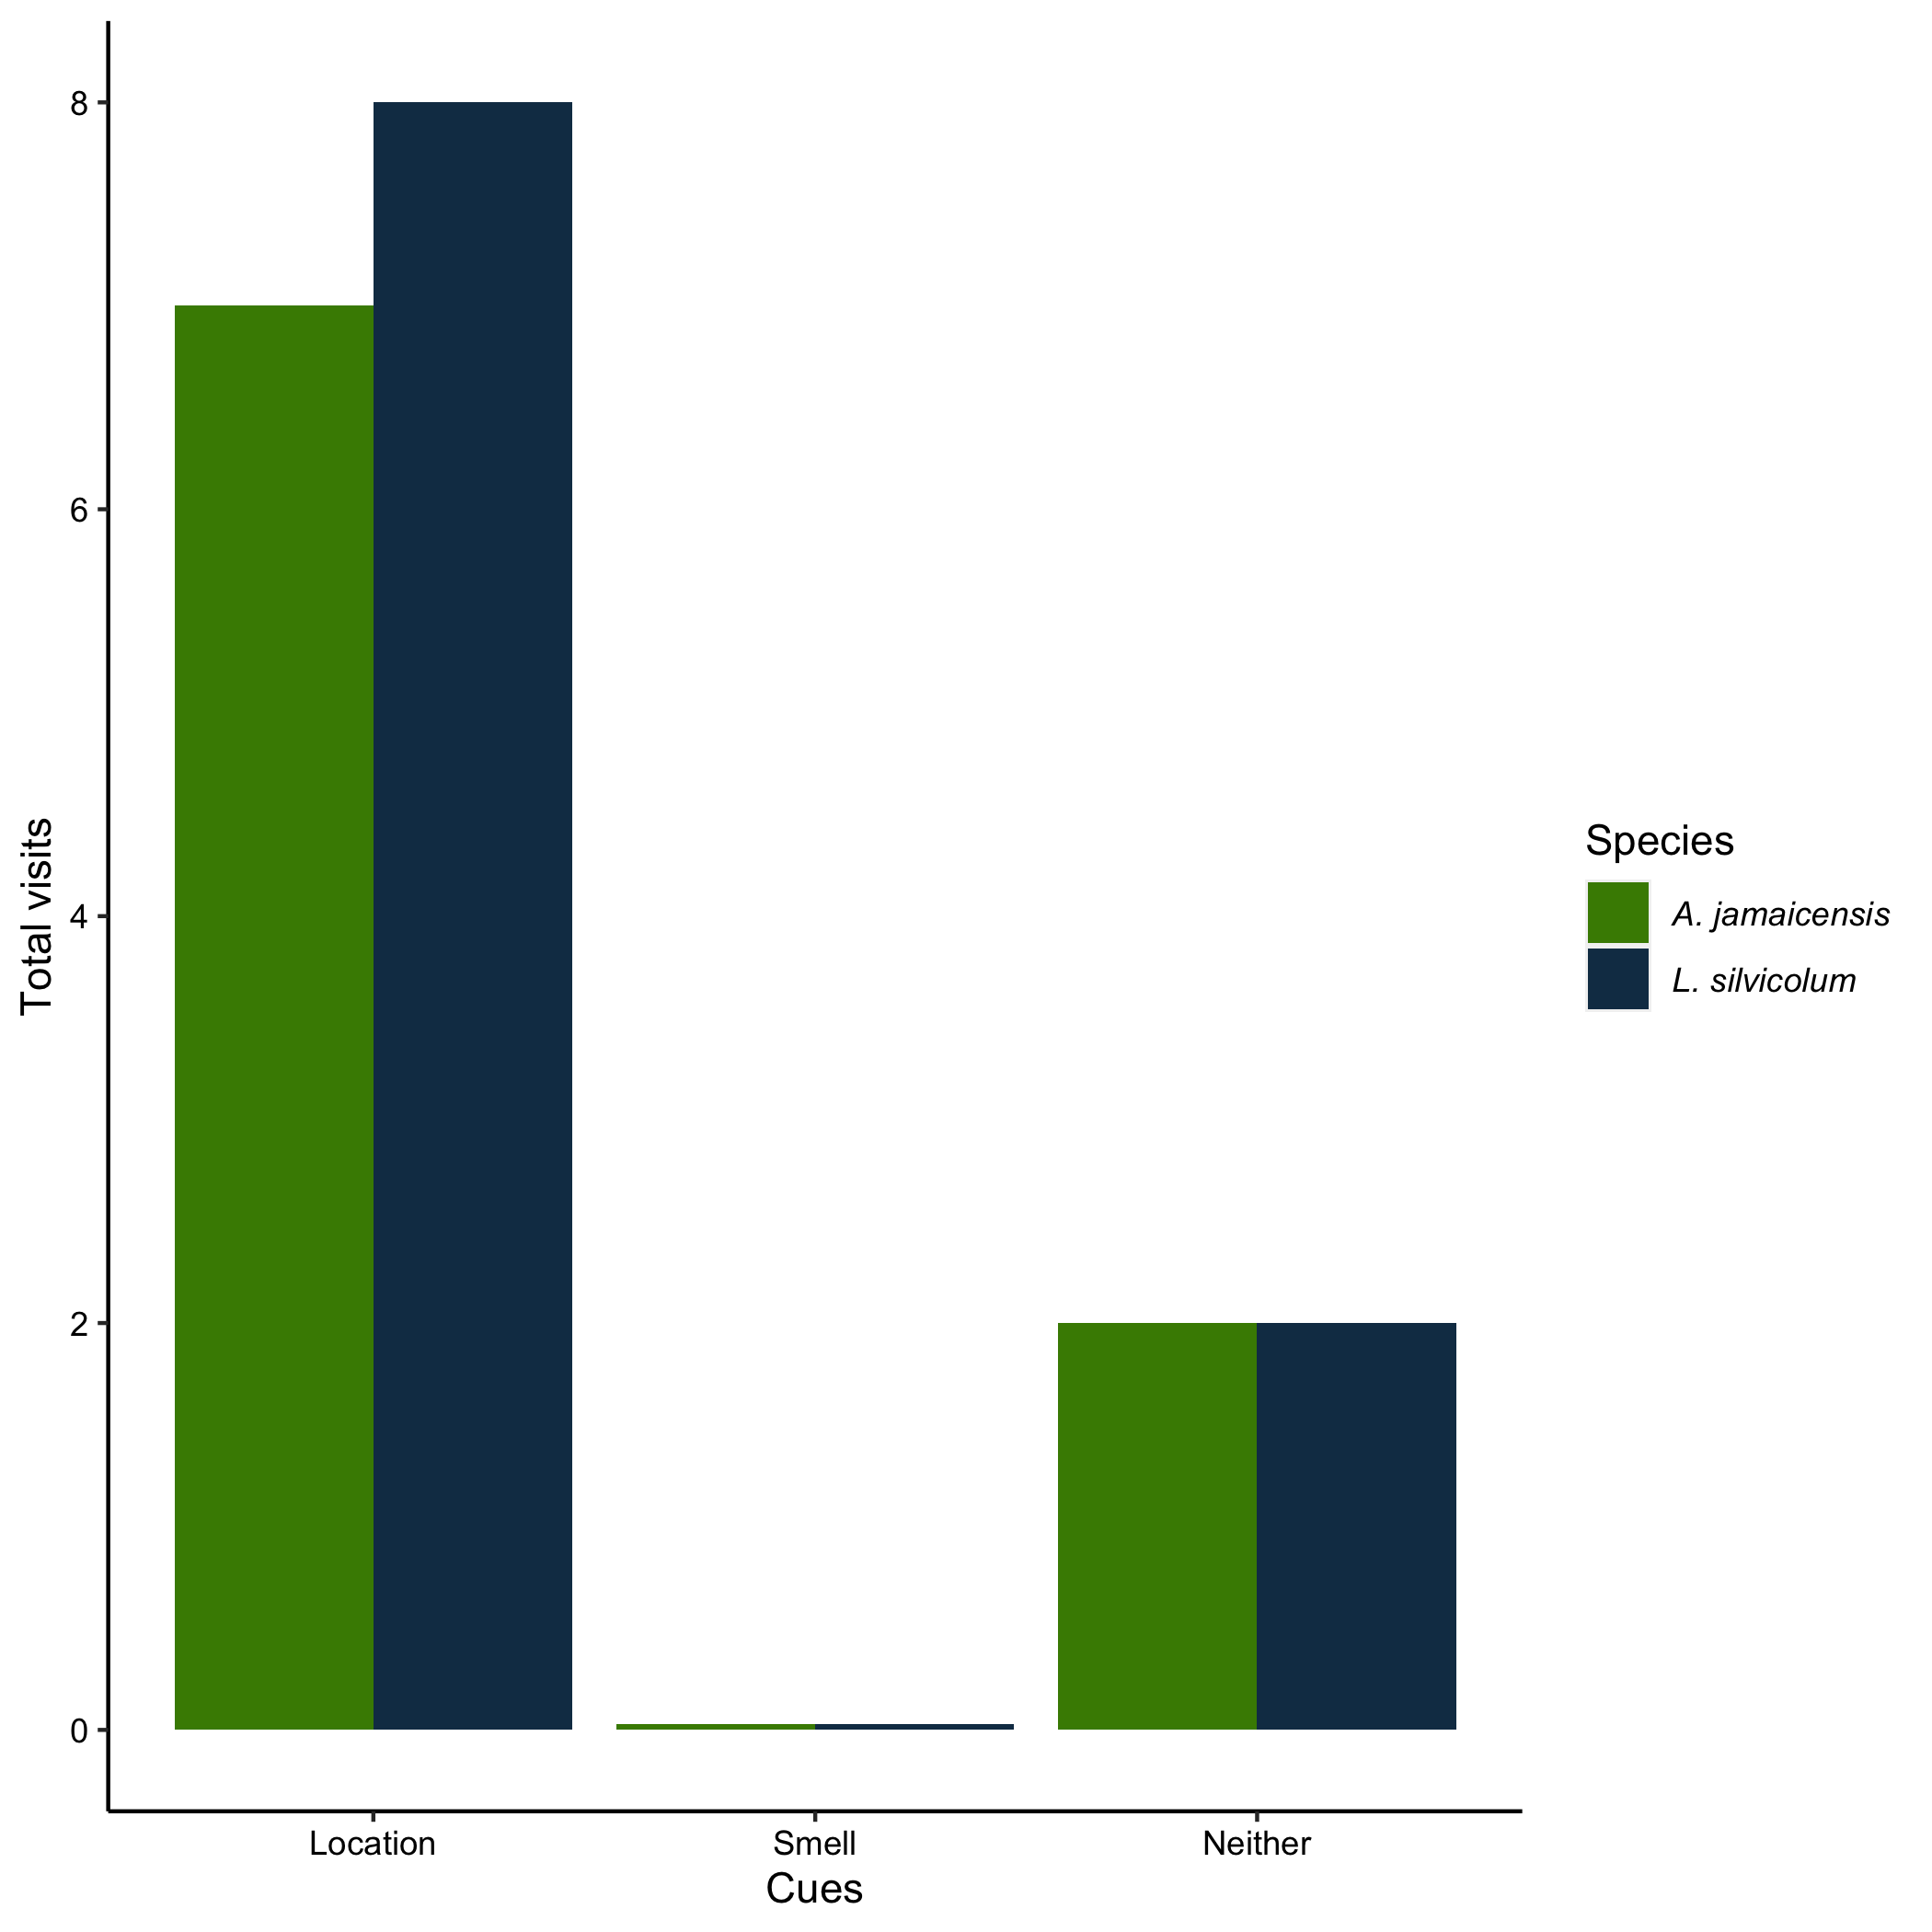 8
6
4
2
0
Total visits
Location Smell Neither
Cues
Species
A. jamaicensis
L. silvicolum